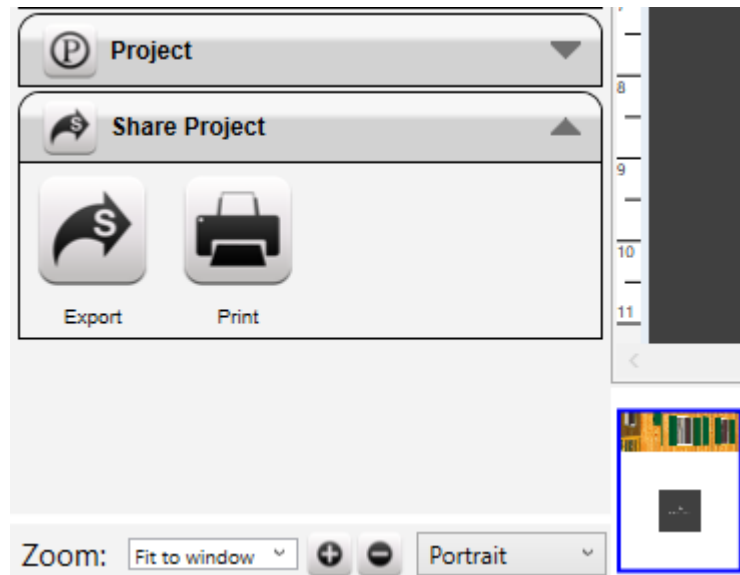 P Project
S Share Project
S
Export Print
Zoom: Fit to window Portrait
8
9
10
11